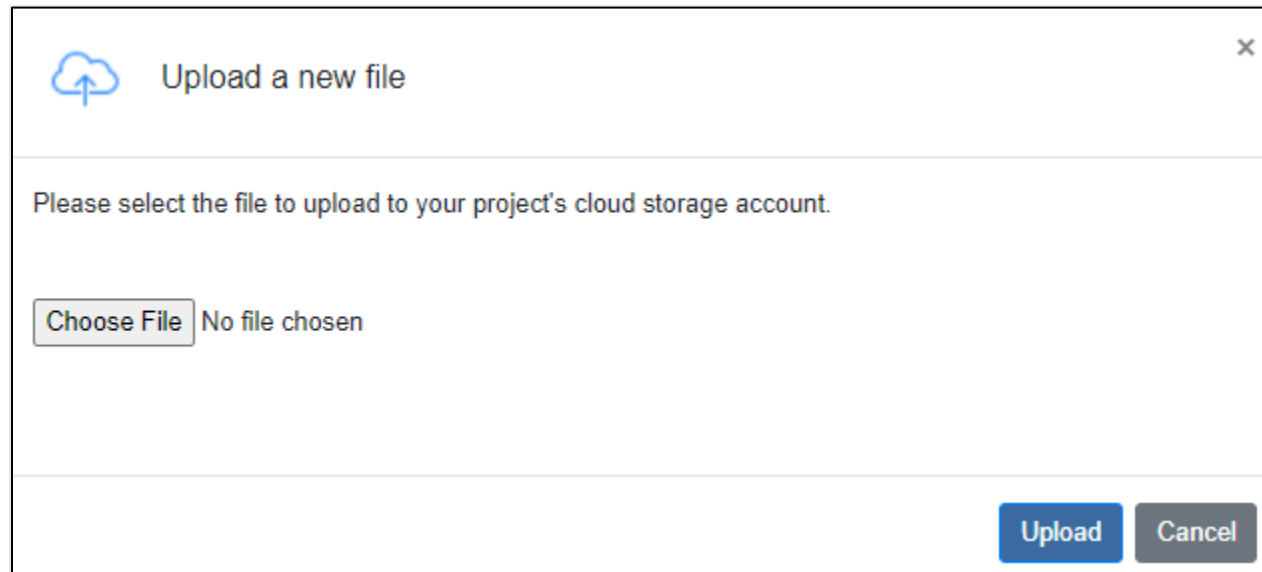 Upload a new file
×
Please select the file to upload to your project's cloud storage account.
Choose File No file chosen
Upload Cancel